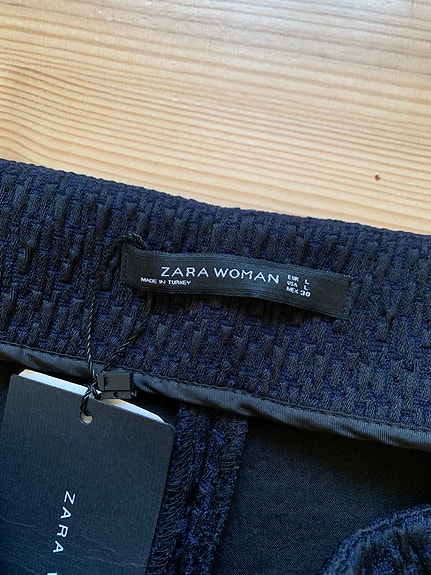 ZARA WOMAN
MADE IN TURKEY
EUR L
USA L
MEX 30
ZARA